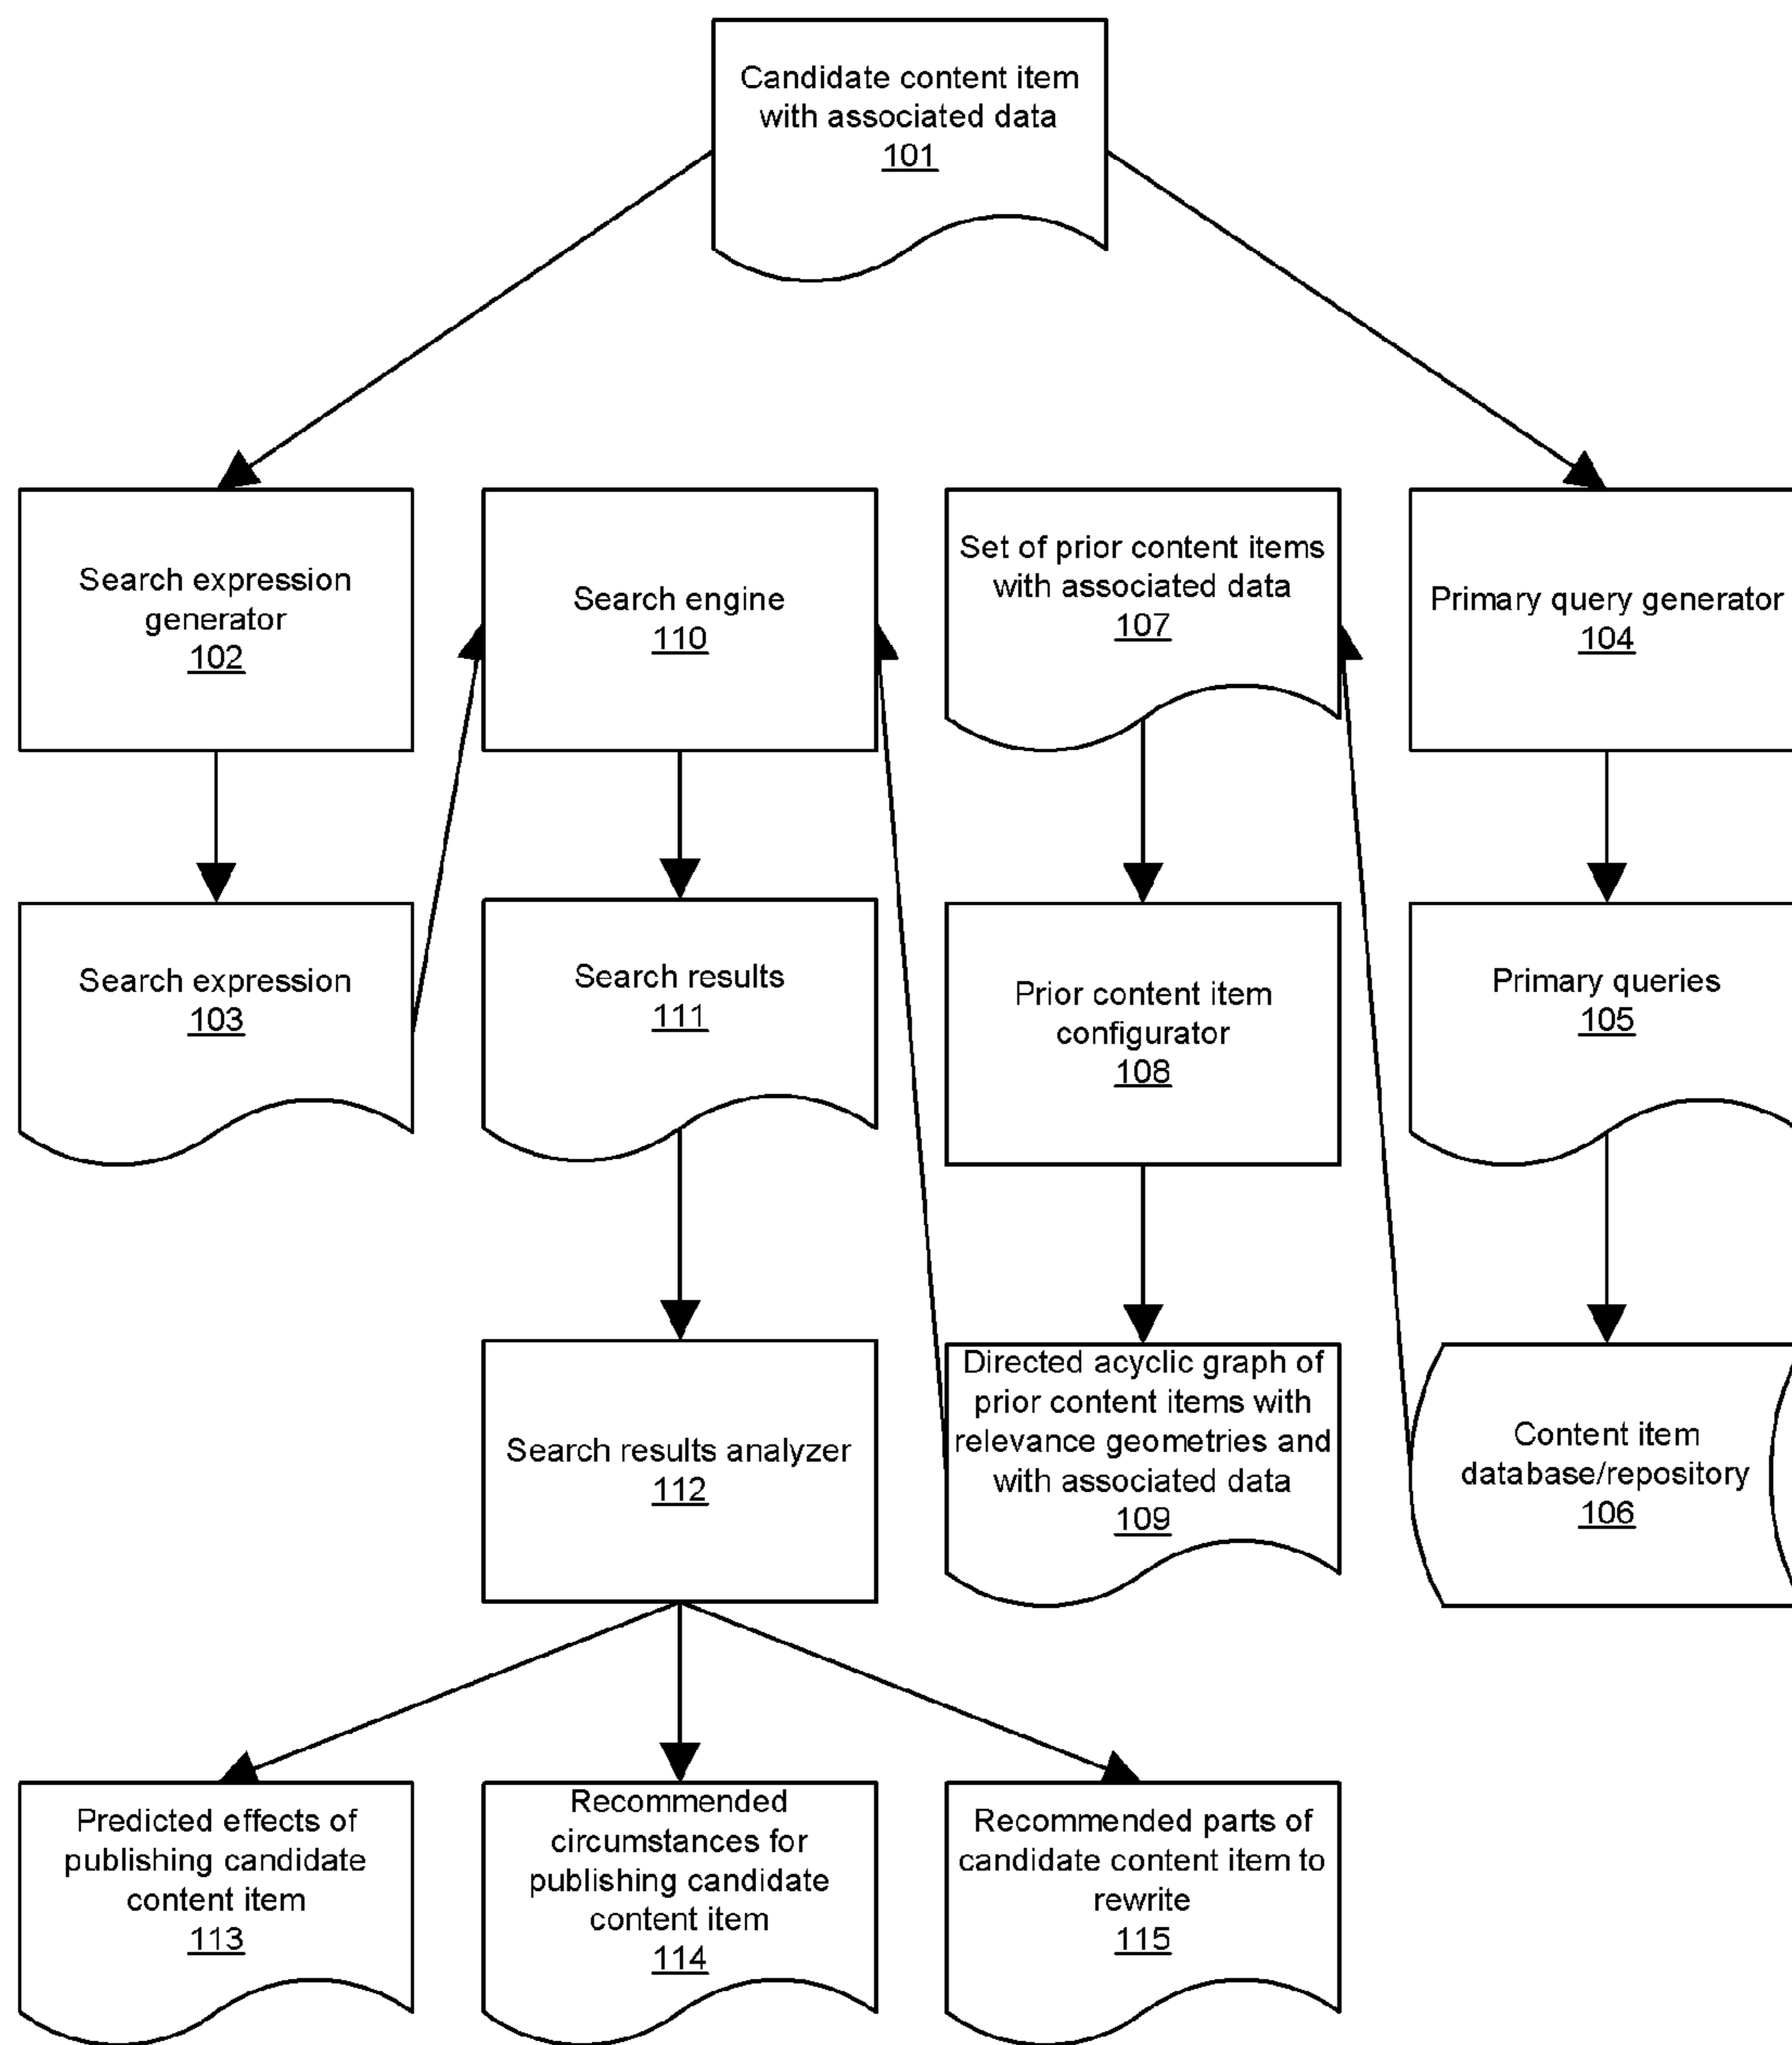 Candidate content item
with associated data
101
Search expression
generator
102
Search engine
110
Set of prior content items
with associated data
107
Primary query generator
104
Search expression
103
Search results
111
Prior content item
configurator
108
Primary queries
105
Search results analyzer
112
Directed acyclic graph of
prior content items with
relevance geometries and
with associated data
109
Content item
database/repository
106
Predicted effects of
publishing candidate
content item
113
Recommended
circumstances for
publishing candidate
content item
114
Recommended parts of
candidate content item to
rewrite
115